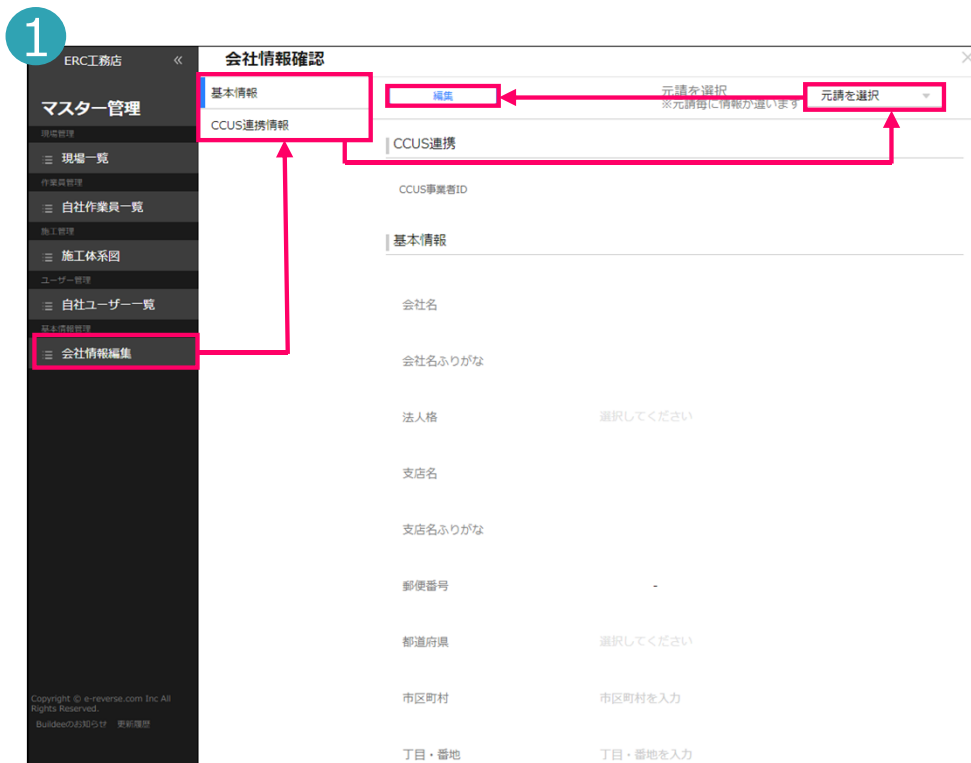 1
ERC工務店 «
会社情報確認 ×
マスター管理
現場管理
現場一覧
作業員管理
自社作業員一覧
施工管理
施工体系図
ユーザー管理
自社ユーザー一覧
基本情報管理
会社情報編集
Copyright © e-reverse.com Inc All
Rights Reserved.
Buildeeのお知らせ 更新履歴
基本情報
CCUS連携情報
編集
元請を選択
※元請毎に情報が違います
元請を選択
CCUS連携
CCUS事業者ID
基本情報
会社名
会社名ふりがな
法人格 選択してください
支店名
支店名ふりがな
郵便番号 -
都道府県 選択してください
市区町村 市区町村を入力
丁目・番地 丁目・番地を入力